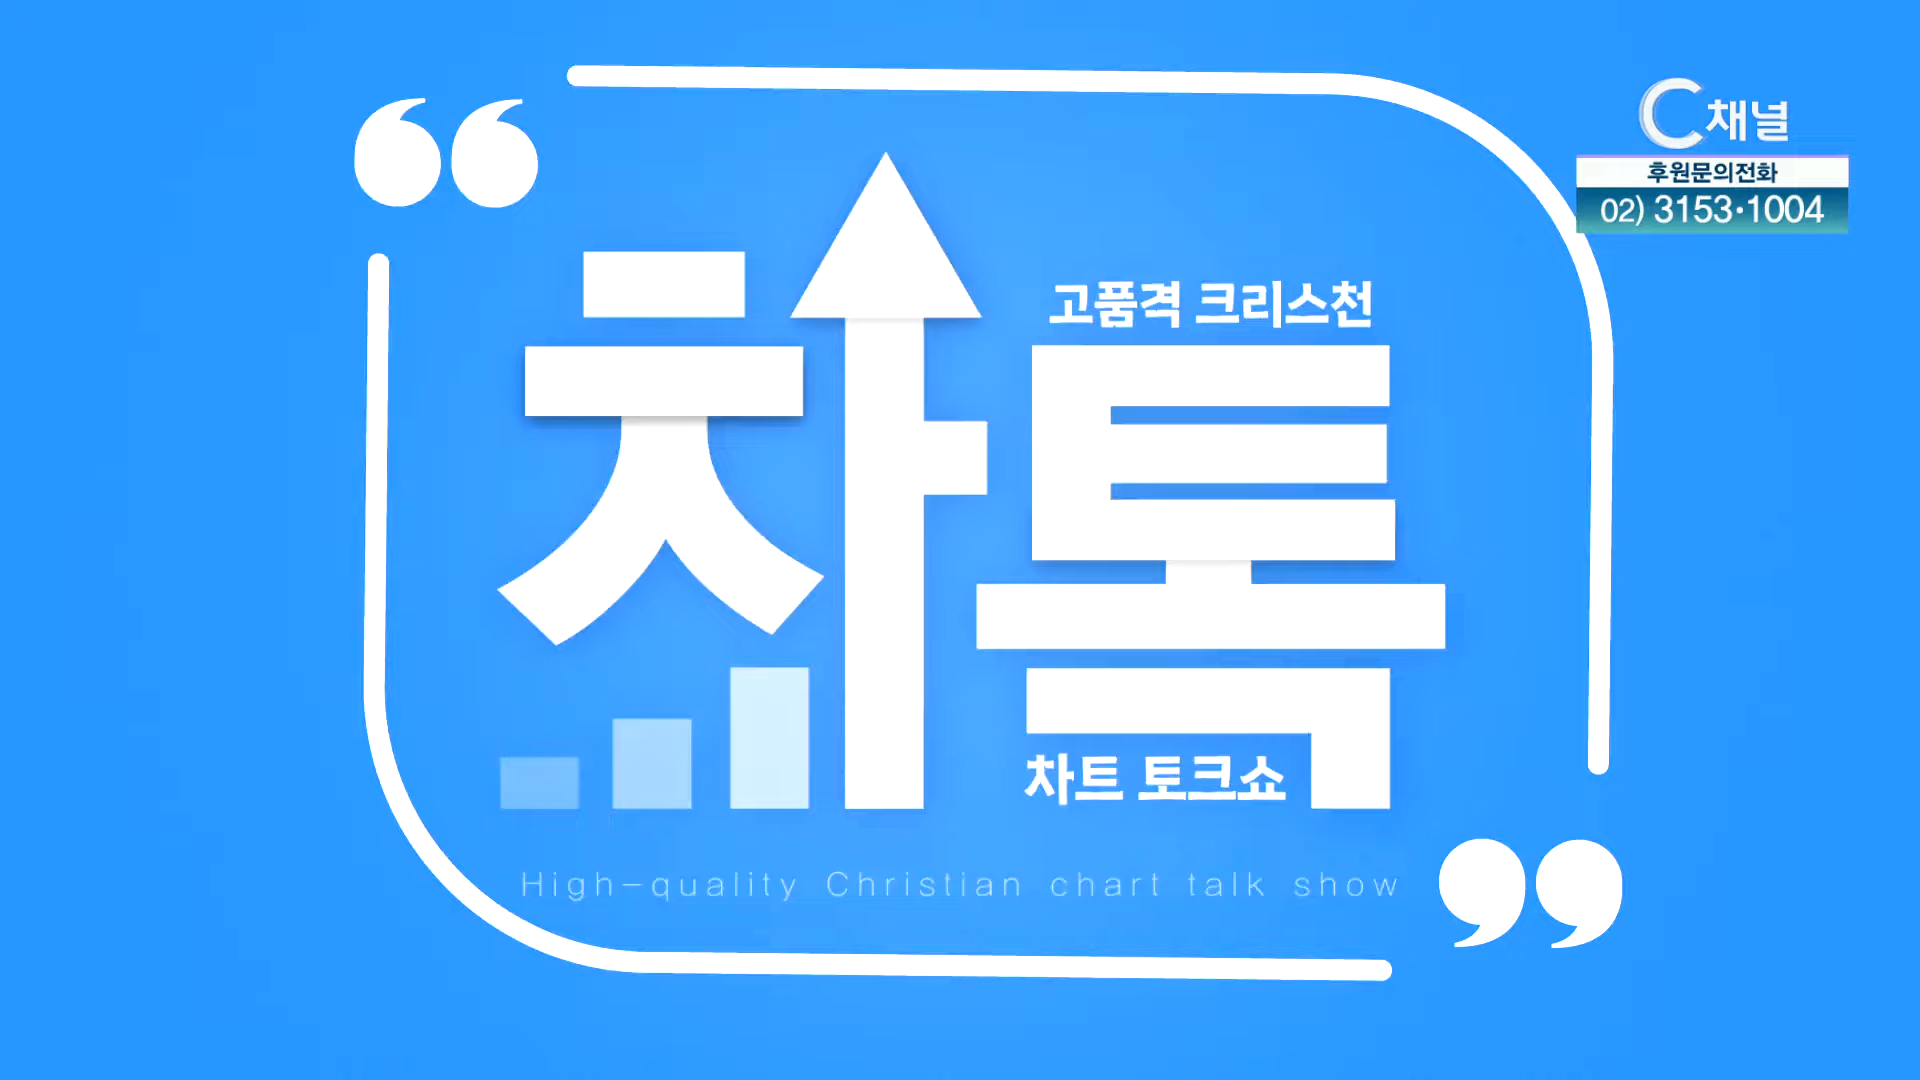 C채널
후원문의전화
02) 3153·1004
고품격 크리스천
차톡
차트 토크쇼
High-quality Christian chart talk show